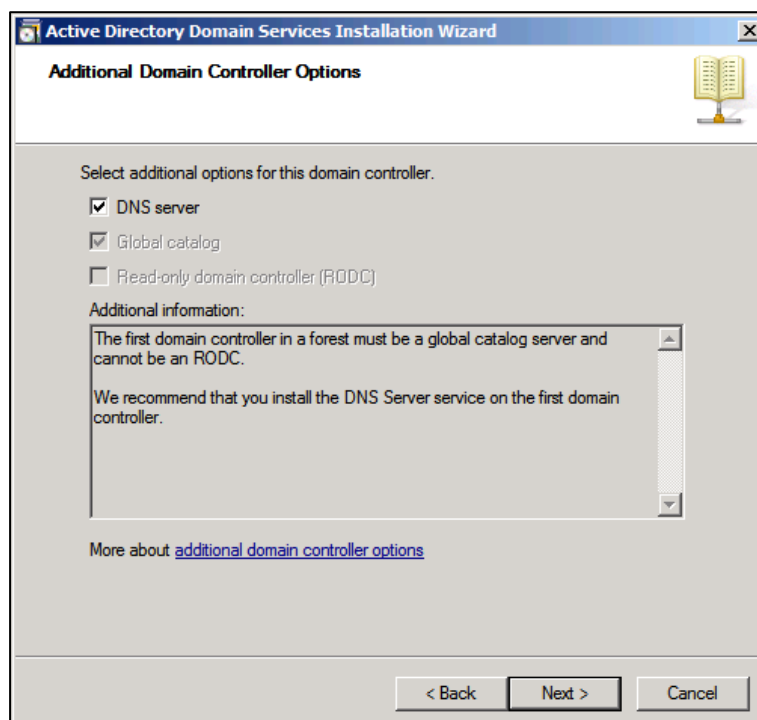 Active Directory Domain Services Installation Wizard
Additional Domain Controller Options
Select additional options for this domain controller.
DNS server
Global catalog
Read-only domain controller (RODC)
Additional information:
The first domain controller in a forest must be a global catalog server and
cannot be an RODC.
We recommend that you install the DNS Server service on the first domain
controller.
More about additional domain controller options
< Back
Next >
Cancel